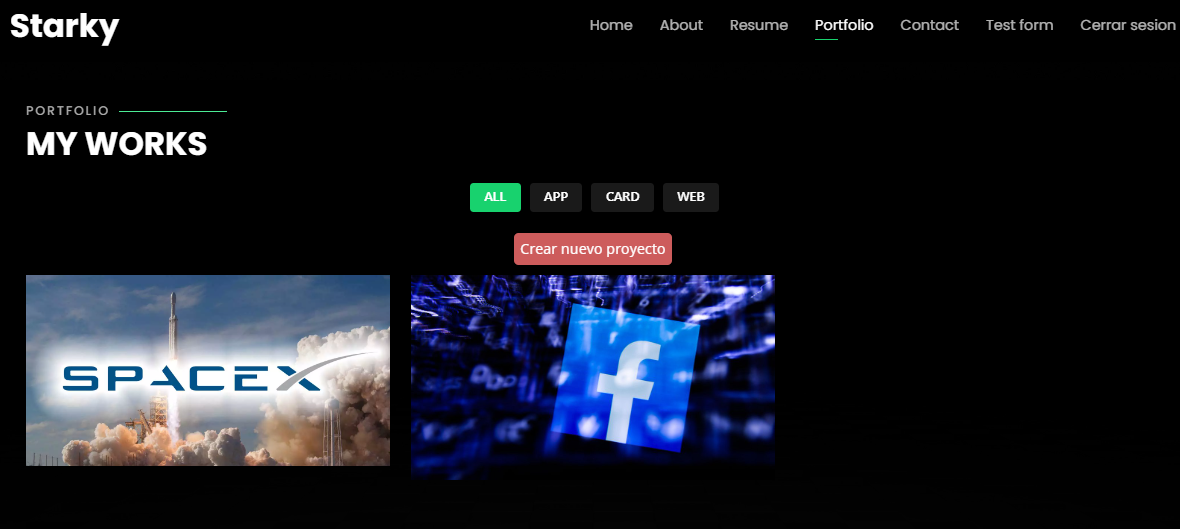 Starky
Home About Resume Portfolio Contact Test form Cerrar sesion
PORTFOLIO
MY WORKS
ALL APP CARD WEB
Crear nuevo proyecto
SPACEX
f